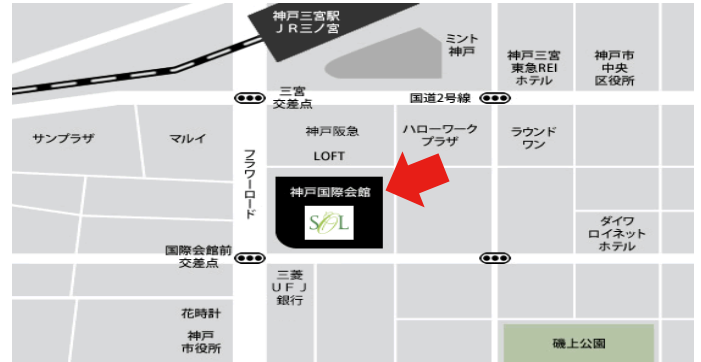 神戸三宮駅
JR三ノ宮
ミント
神戸
神戸三宮
東急REI
ホテル
神戸市
中央
区役所
三宮
交差点
国道2号線
サンプラザ
マルイ
フラワーロード
神戸阪急
LOFT
ハローワーク
プラザ
ラウンド
ワン
神戸国際会館
SOL
ダイワ
ロイネット
ホテル
国際会館前
交差点
三菱
UFJ
銀行
花時計
神戸
市役所
磯上公園